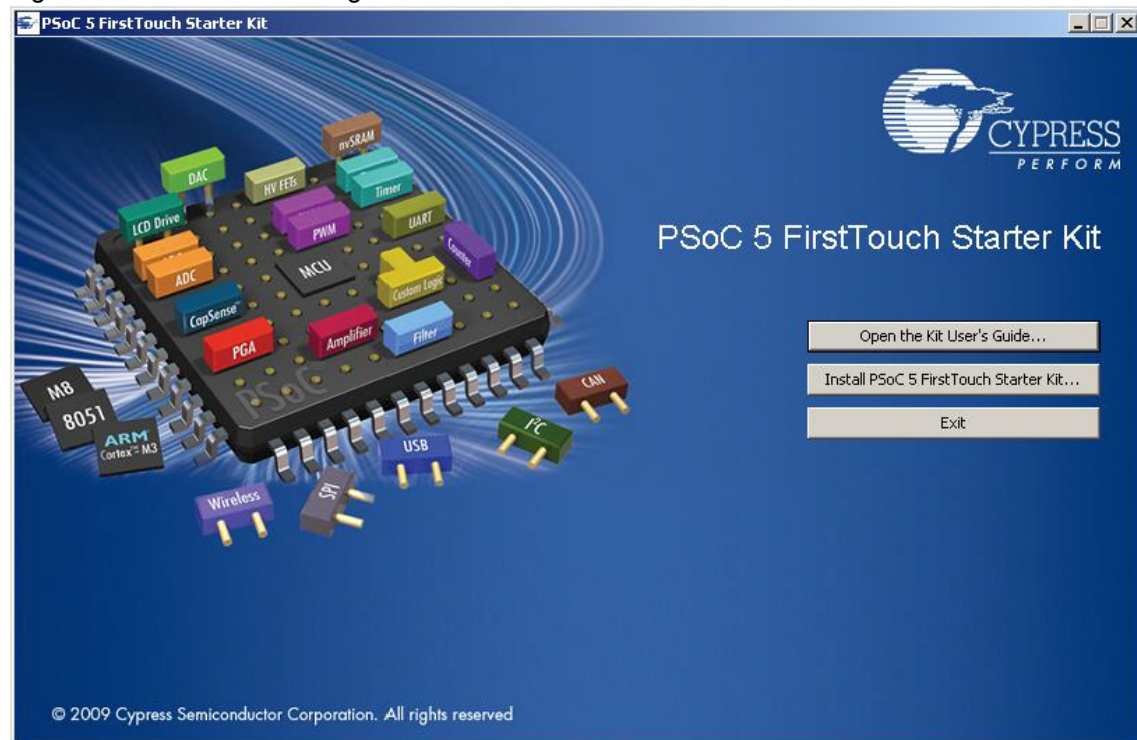 PSoC 5 FirstTouch Starter Kit
CYPRESS
PERFORM
PSoC 5 FirstTouch Starter Kit
Open the Kit User's Guide...
Install PSoC 5 FirstTouch Starter Kit...
Exit
nvSRAM
DAC
HV FETs
Timer
LCD Drive
PWM
UART
Counter
ADC
MCU
Custom Logic
CapSense™
PGA
Amplifier
Filter
PSoC
M8
8051
ARM
Cortex™-M3
CAN
I²C
USB
SPI
Wireless
© 2009 Cypress Semiconductor Corporation. All rights reserved